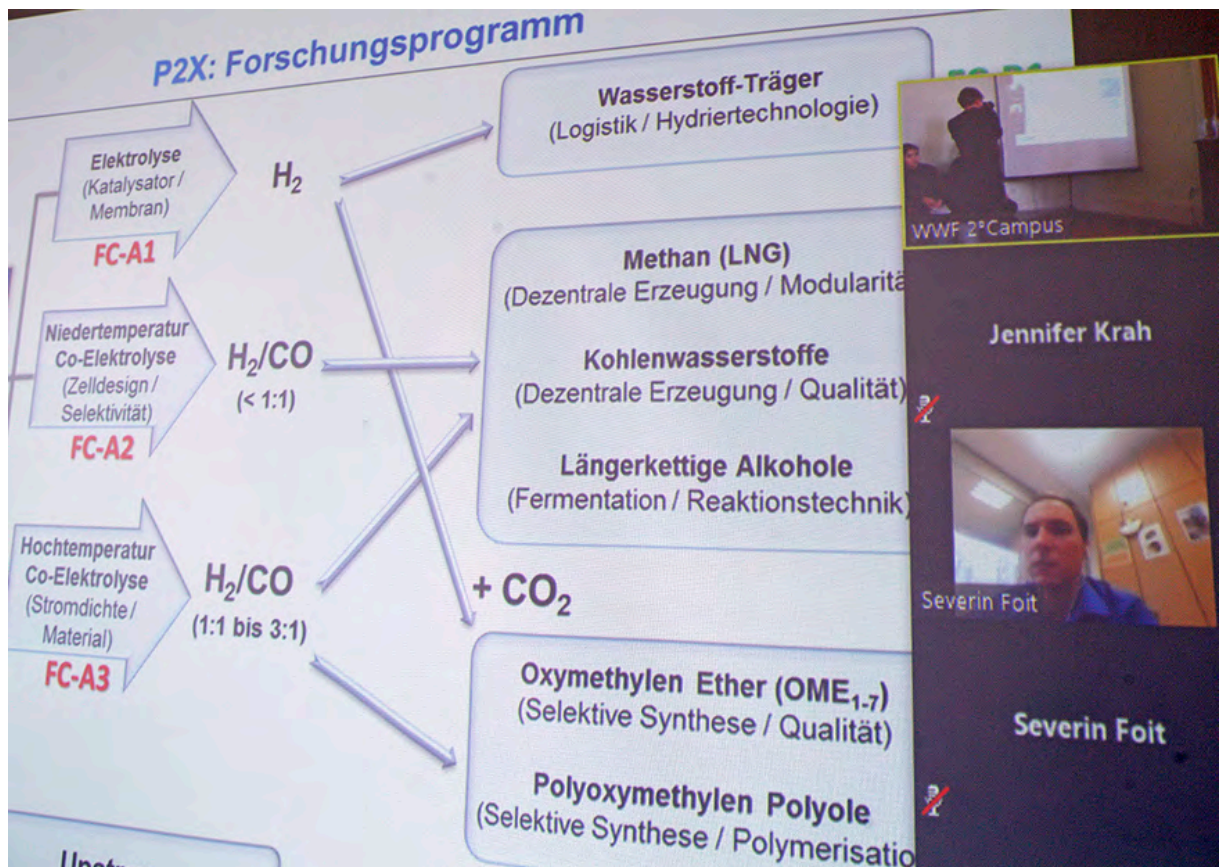 P2X: Forschungsprogramm
Elektrolyse
(Katalysator /
Membran)
FC-A1
H₂
Niedertemperatur
Co-Elektrolyse
(Zelldesign /
Selektivität)
FC-A2
H₂/CO
(< 1:1)
Hochtemperatur
Co-Elektrolyse
(Stromdichte /
Material)
FC-A3
H₂/CO
(1:1 bis 3:1)
Wasserstoff-Träger
(Logistik / Hydriertechnologie)
Methan (LNG)
(Dezentrale Erzeugung / Modularitä
Kohlenwasserstoffe
(Dezentrale Erzeugung / Qualität)
Längerkettige Alkohole
(Fermentation / Reaktionstechnik)
+ CO₂
Oxymethylen Ether (OME₁₋₇)
(Selektive Synthese / Qualität)
Polyoxymethylen Polyole
(Selektive Synthese / Polymerisatio
WWF 2°Campus
Jennifer Krah
Severin Foit
Severin Foit